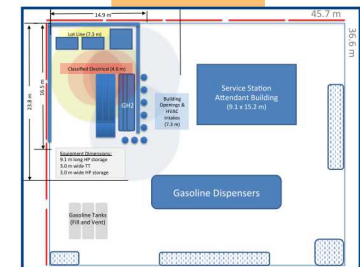 14.9 m
45.7 m
36.6 m
Lot Line (7.3 m)
Classified Electrical (4.6 m)
16.5 m
23.8 m
GH2
Building
Openings &
HVAC
Intakes
(7.3 m)
Service Station
Attendant Building
(9.1 x 15.2 m)
Equipment Dimensions:
9.1 m long HP storage
3.0 m wide TT
3.0 m wide HP storage
Gasoline Dispensers
Gasoline Tanks
(Fill and Vent)